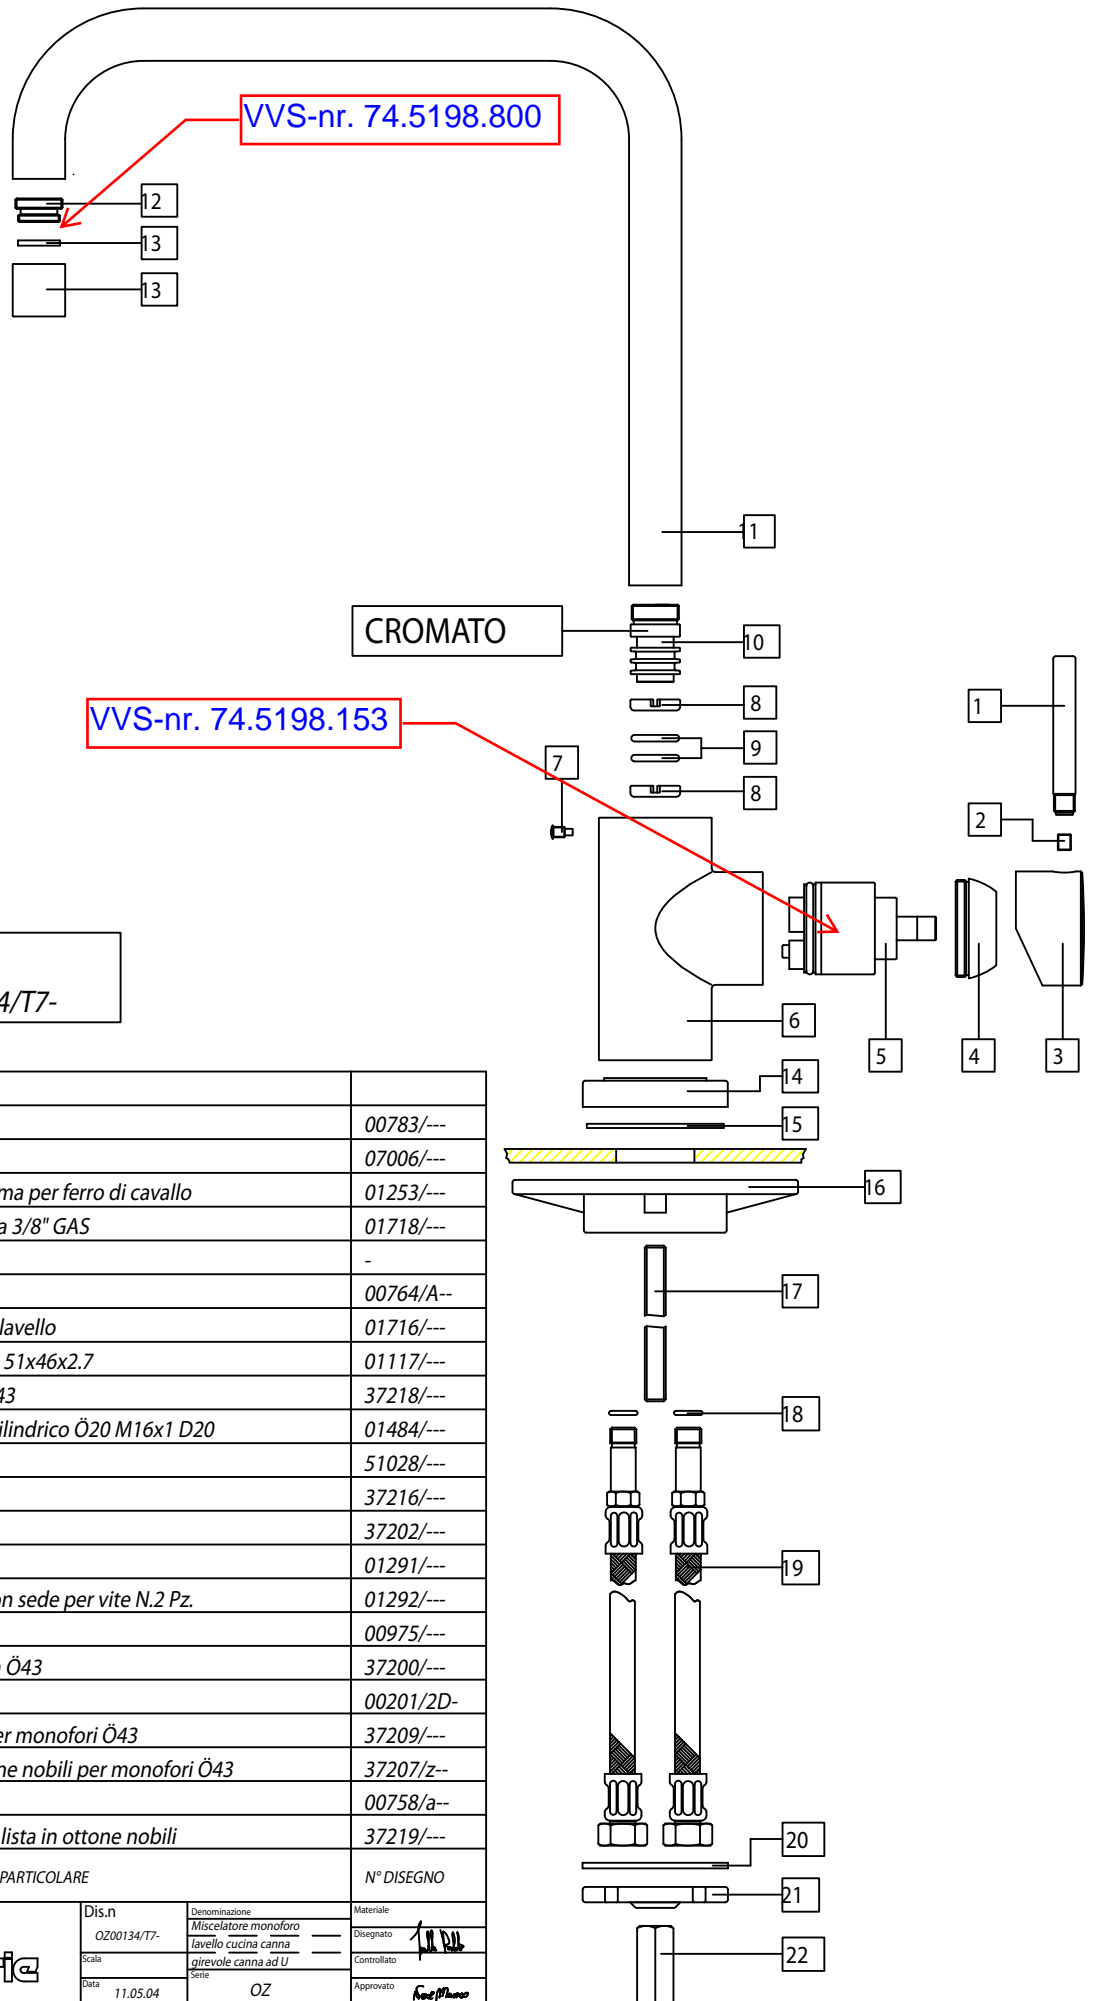 VVS-nr. 74.5198.800
12
13
13
11
CROMATO
10
8
VVS-nr. 74.5198.153
9
7
8
1
2
6
5
4
3
4/T7-
14
15
16
17
18
19
20
21
22
00783/---
07006/---
ma per ferro di cavallo 01253/---
a 3/8" GAS 01718/---
-
00764/A--
lavello 01716/---
51x46x2.7 01117/---
43 37218/---
ilindrico Ö20 M16x1 D20 01484/---
51028/---
37216/---
37202/---
01291/---
on sede per vite N.2 Pz. 01292/---
00975/---
Ö43 37200/---
00201/2D-
er monofori Ö43 37209/---
ne nobili per monofori Ö43 37207/z--
00758/a--
lista in ottone nobili 37219/---
PARTICOLARE N° DISEGNO
Dis.n
OZ00134/T7-
Scala
Data
11.05.04
Denominazione
Miscelatore monoforo
lavello cucina canna
girevole canna ad U
Serie
OZ
Materiale
Disegnato
Controllato
Approvato